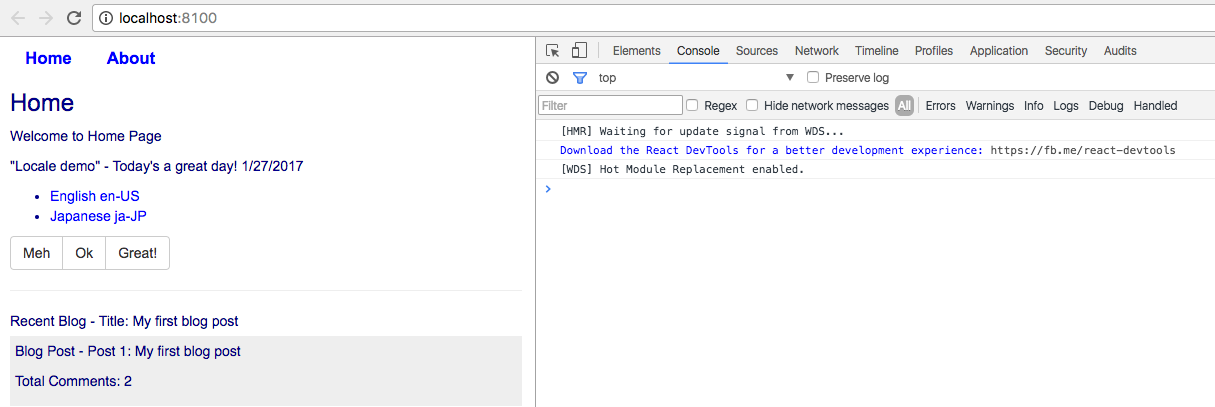 localhost:8100
Home About
Home
Welcome to Home Page
"Locale demo" - Today's a great day! 1/27/2017
English en-US
Japanese ja-JP
Meh Ok Great!
Recent Blog - Title: My first blog post
Blog Post - Post 1: My first blog post
Total Comments: 2
Elements Console Sources Network Timeline Profiles Application Security Audits
top Preserve log
Filter Regex Hide network messages All Errors Warnings Info Logs Debug Handled
[HMR] Waiting for update signal from WDS...
Download the React DevTools for a better development experience: https://fb.me/react-devtools
[WDS] Hot Module Replacement enabled.